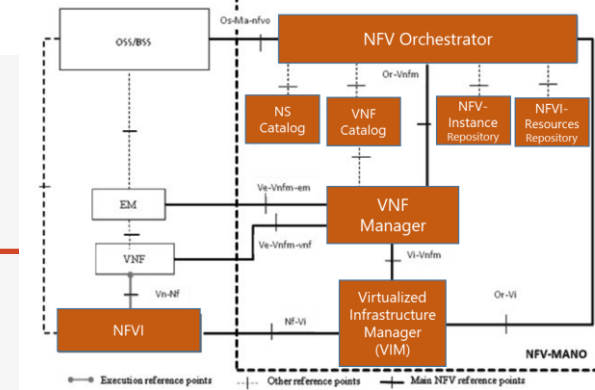 Os-Ma-nfvo
OSS/BSS
NFV Orchestrator
Or-Vnfm
NS
Catalog
VNF
Catalog
NFV-
Instance
Repository
NFVI-
Resources
Repository
Ve-Vnfm-em
EM
VNF
Manager
Ve-Vnfm-vnf
VNF
Vi-Vnfm
Vn-Nf
Virtualized
Infrastructure
Manager
(VIM)
Or-Vi
NFVI
Nf-Vi
NFV-MANO
Execution reference points
Other reference points
Main NFV reference points